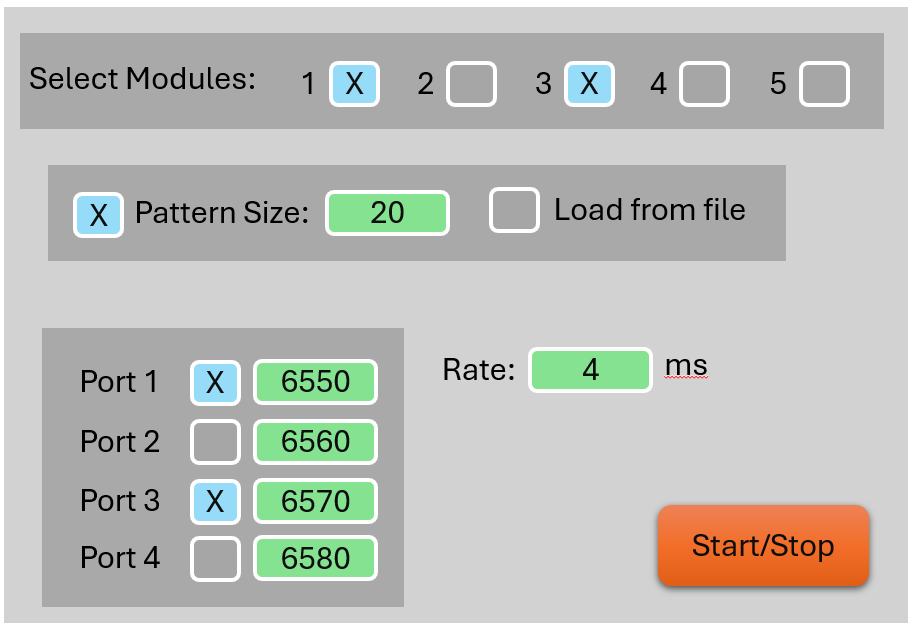 Select Modules: 1 X 2 3 X 4 5
X Pattern Size: 20 Load from file
Port 1 X 6550
Port 2 6560
Port 3 X 6570
Port 4 6580
Rate: 4 ms
Start/Stop